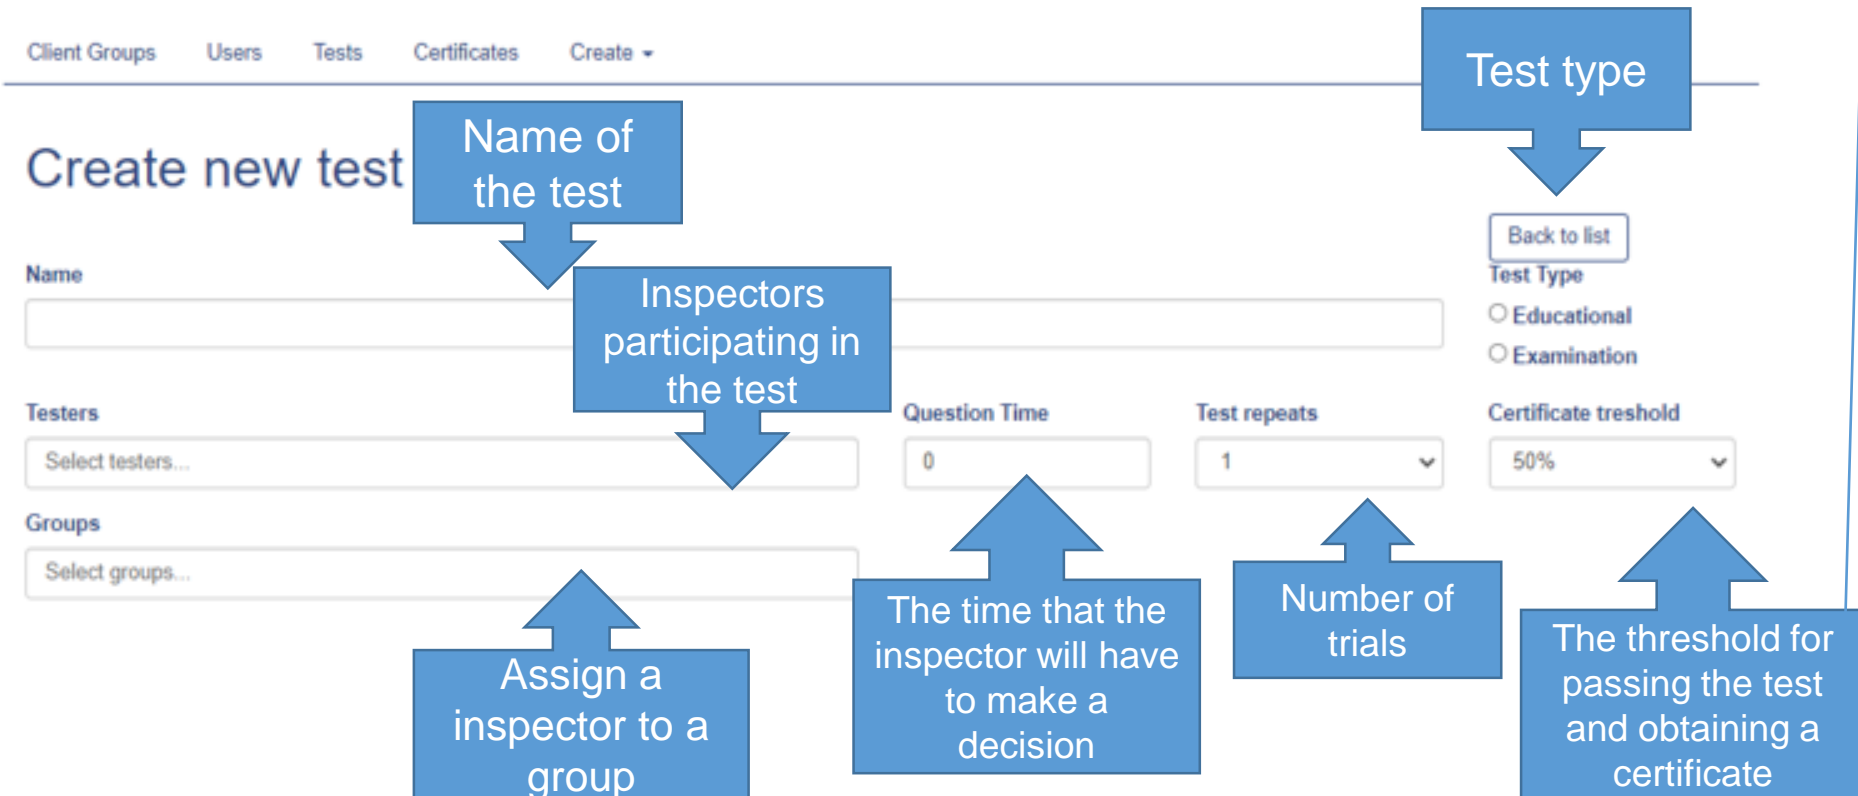 Client Groups Users Tests Certificates Create
Test type
Create new test
Name of
the test
Back to list
Name
Test Type
Inspectors
participating in
the test
Educational
Examination
Testers
Question Time
Test repeats
Certificate treshold
Select testers...
0
1
50%
Groups
Select groups...
Assign a
inspector to a
group
The time that the
inspector will have
to make a
decision
Number of
trials
The threshold for
passing the test
and obtaining a
certificate